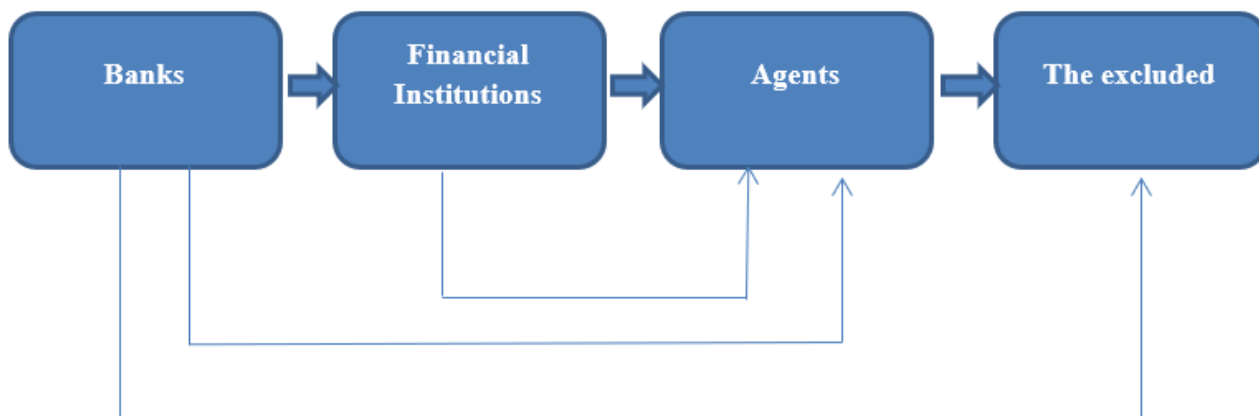 Banks
Financial
Institutions
Agents
The excluded